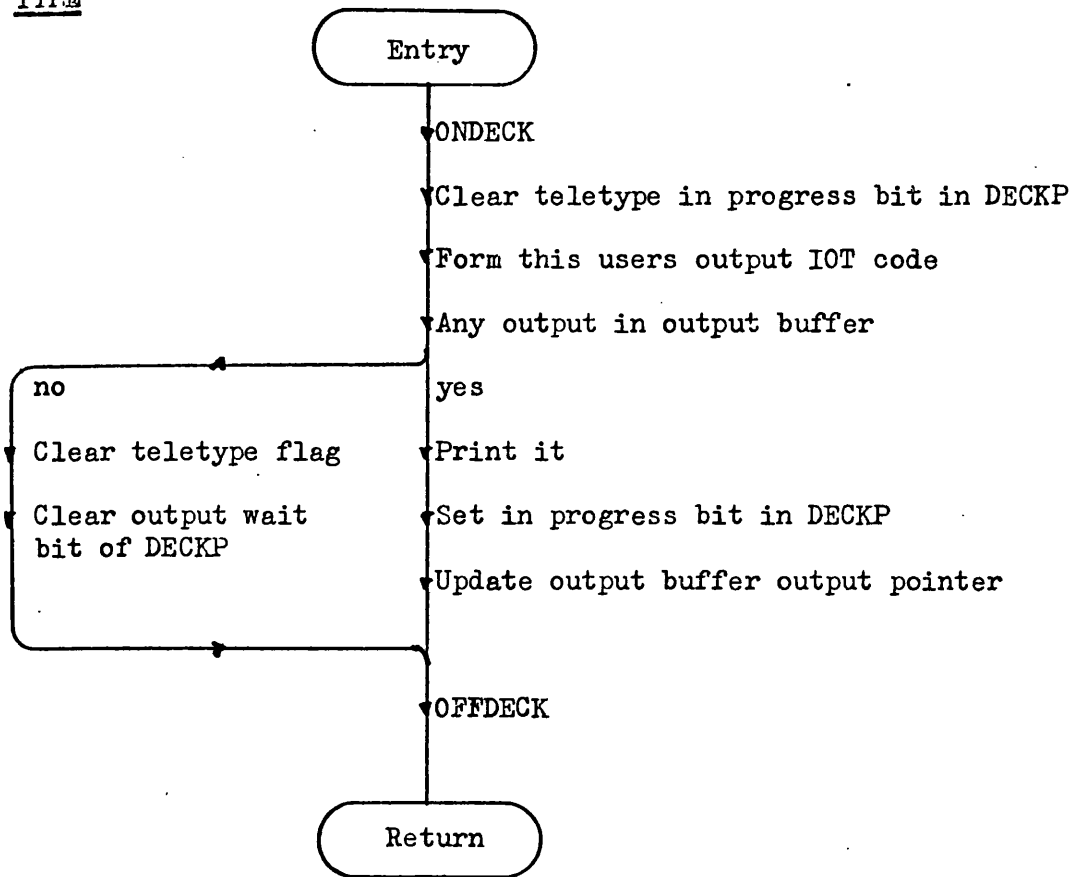 Entry
ONDECK
Clear teletype in progress bit in DECKP
Form this users output IOT code
Any output in output buffer
no
yes
Clear teletype flag
Print it
Clear output wait
bit of DECKP
Set in progress bit in DECKP
Update output buffer output pointer
OFFDECK
Return